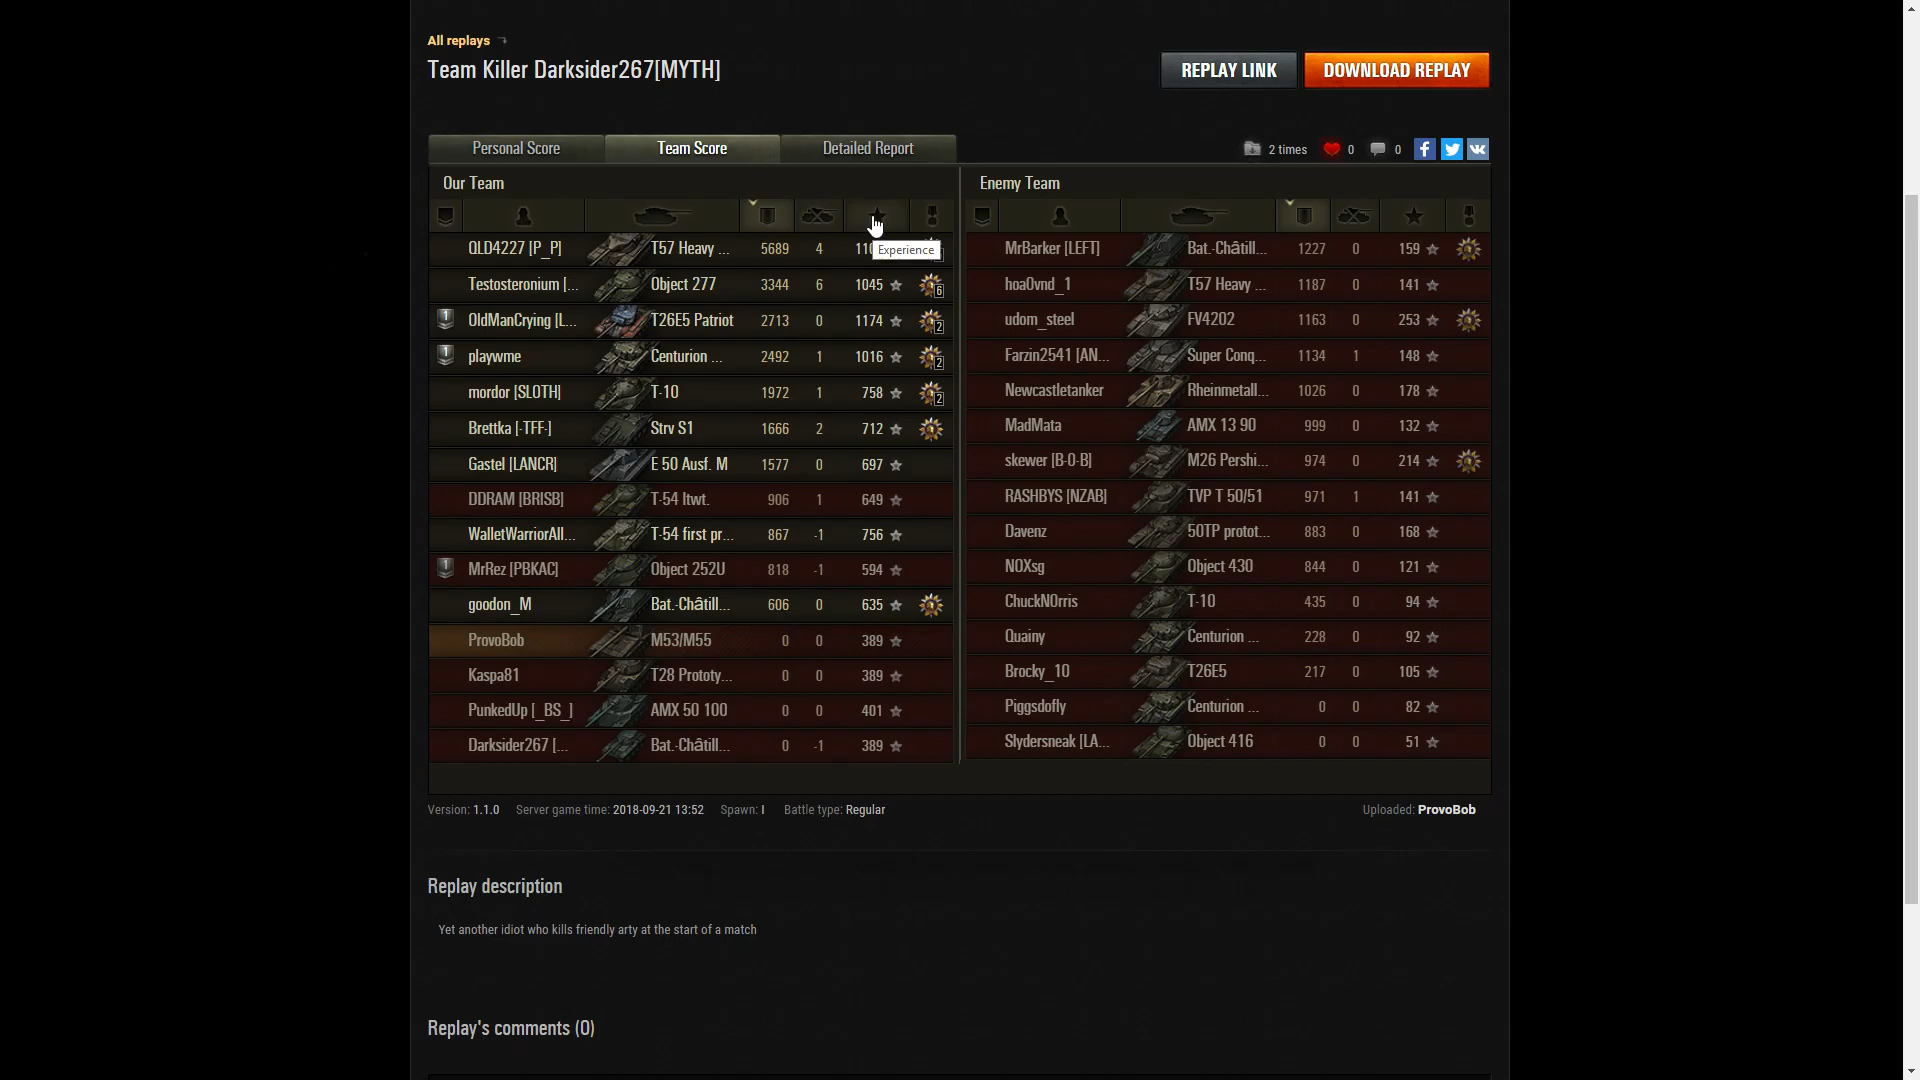 All replays
Team Killer Darksider267[MYTH]
REPLAY LINK
DOWNLOAD REPLAY
Personal Score
Team Score
Detailed Report
2 times
0
0
Our Team
Enemy Team
Experience
QLD4227 [P_P] T57 Heavy ... 5689 4
Testosteronium [... Object 277 3344 6 1045 6
1 OldManCrying [L... T26E5 Patriot 2713 0 1174 2
1 playwme Centurion ... 2492 1 1016 2
mordor [SLOTH] T-10 1972 1 758 2
Brettka [-TFF-] Strv S1 1666 2 712
Gastel [LANCR] E 50 Ausf. M 1577 0 697
DDRAM [BRISB] T-54 ltwt. 906 1 649
WalletWarriorAll... T-54 first pr... 867 -1 756
1 MrRez [PBKAC] Object 252U 818 -1 594
goodon_M Bat.-Châtill... 606 0 635
ProvoBob M53/M55 0 0 389
Kaspa81 T28 Prototy... 0 0 389
PunkedUp [_BS_] AMX 50 100 0 0 401
Darksider267 [... Bat.-Châtill... 0 -1 389
MrBarker [LEFT] Bat.-Châtill... 1227 0 159
hoa0vnd_1 T57 Heavy ... 1187 0 141
udom_steel FV4202 1163 0 253
Farzin2541 [AN... Super Conq... 1134 1 148
Newcastletanker Rheinmetall... 1026 0 178
MadMata AMX 13 90 999 0 132
skewer [B-0-B] M26 Pershi... 974 0 214
RASHBYS [NZAB] TVP T 50/51 971 1 141
Davenz 50TP protot... 883 0 168
NOXsg Object 430 844 0 121
ChuckN0rris T-10 435 0 94
Quainy Centurion ... 228 0 92
Brocky_10 T26E5 217 0 105
Piggsdofly Centurion ... 0 0 82
Slydersneak [LA... Object 416 0 0 51
Version: 1.1.0 Server game time: 2018-09-21 13:52 Spawn: I Battle type: Regular Uploaded: ProvoBob
Replay description
Yet another idiot who kills friendly arty at the start of a match
Replay's comments (0)